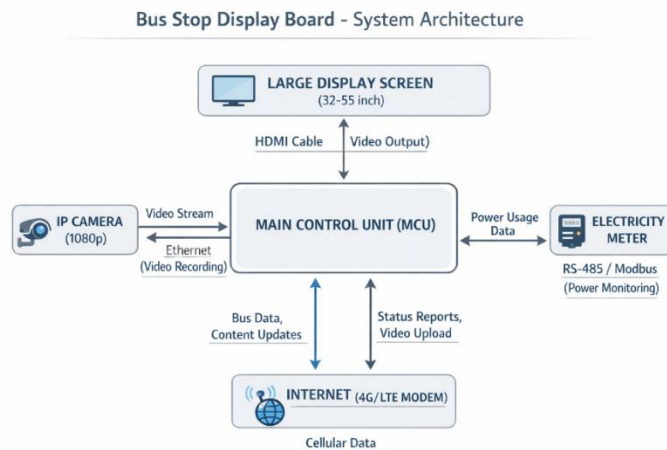 Bus Stop Display Board - System Architecture
LARGE DISPLAY SCREEN
(32-55 inch)
HDMI Cable
Video Output)
IP CAMERA
(1080p)
Video Stream
Ethernet
(Video Recording)
MAIN CONTROL UNIT (MCU)
Power Usage
Data
ELECTRICITY
METER
RS-485 / Modbus
(Power Monitoring)
Bus Data,
Content Updates
Status Reports,
Video Upload
INTERNET (4G/LTE MODEM)
Cellular Data